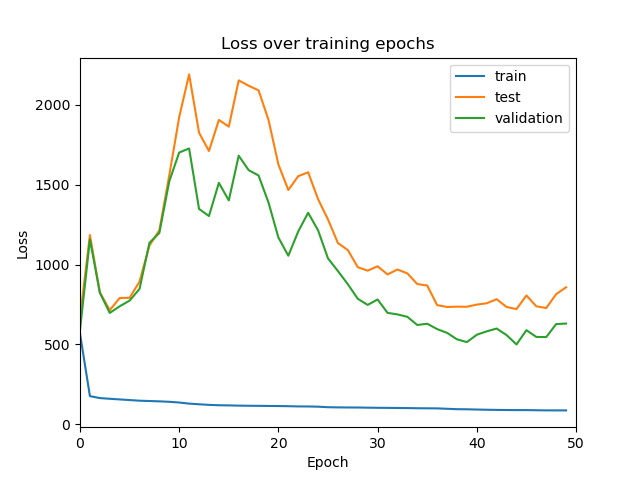 Loss over training epochs
train
test
validation
2000
1500
1000
500
0
Loss
0 10 20 30 40 50
Epoch